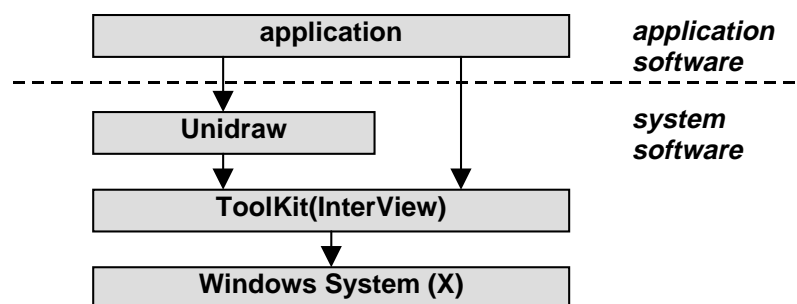 application
application
software
Unidraw
system
software
ToolKit(InterView)
Windows System (X)